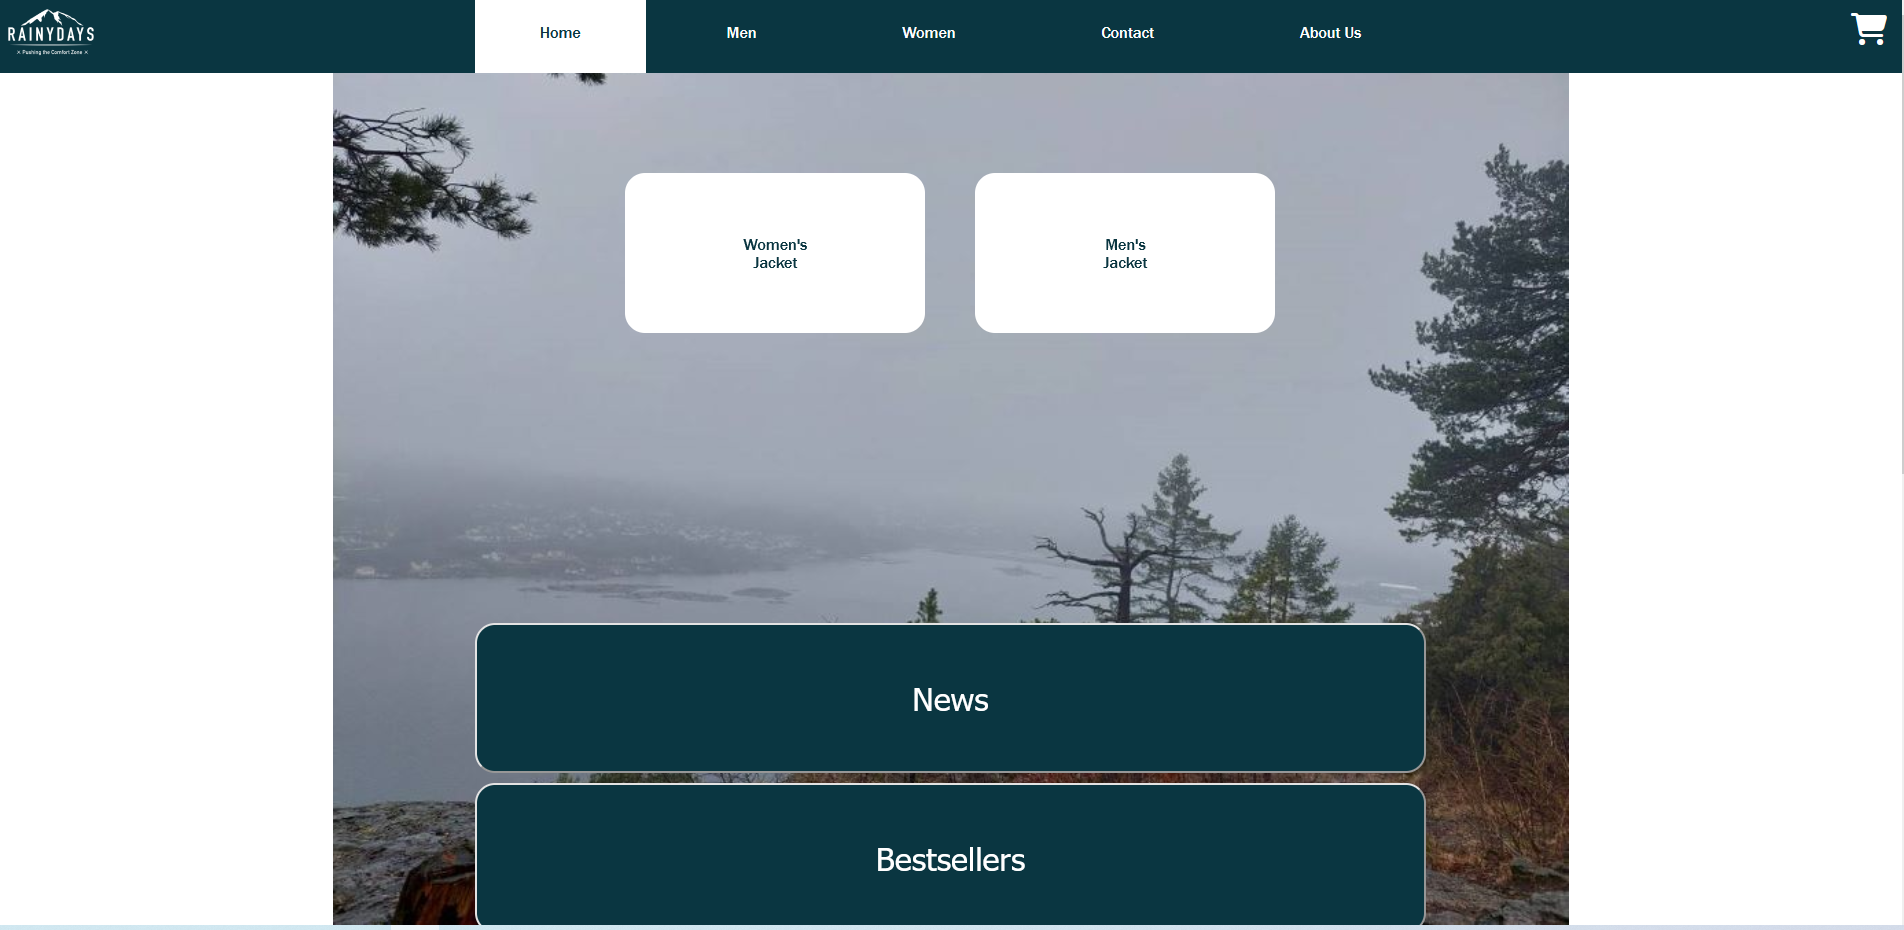 RAINYDAYS
× Pushing the Comfort Zone ×
Home
Men
Women
Contact
About Us
Women's
Jacket
Men's
Jacket
News
Bestsellers